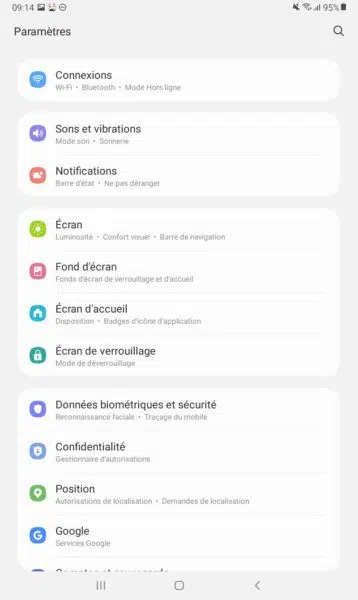 09:14 95%
Paramètres
Connexions
Wi-Fi • Bluetooth • Mode Hors ligne
Sons et vibrations
Mode son • Sonnerie
Notifications
Barre d'état • Ne pas déranger
Écran
Luminosité • Confort visuel • Barre de navigation
Fond d'écran
Fonds d'écran de verrouillage et d'accueil
Écran d'accueil
Disposition • Badges d'icône d'application
Écran de verrouillage
Mode de déverrouillage
Données biométriques et sécurité
Reconnaissance faciale • Traçage du mobile
Confidentialité
Gestionnaire d'autorisations
Position
Autorisations de localisation • Demandes de localisation
Google
Services Google